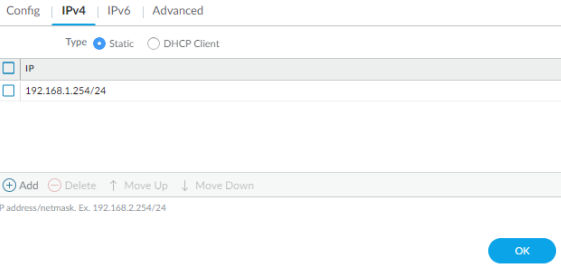 Config | IPv4 | IPv6 | Advanced
Type Static DHCP Client
IP
192.168.1.254/24
Add Delete Move Up Move Down
P address/netmask. Ex. 192.168.2.254/24
OK